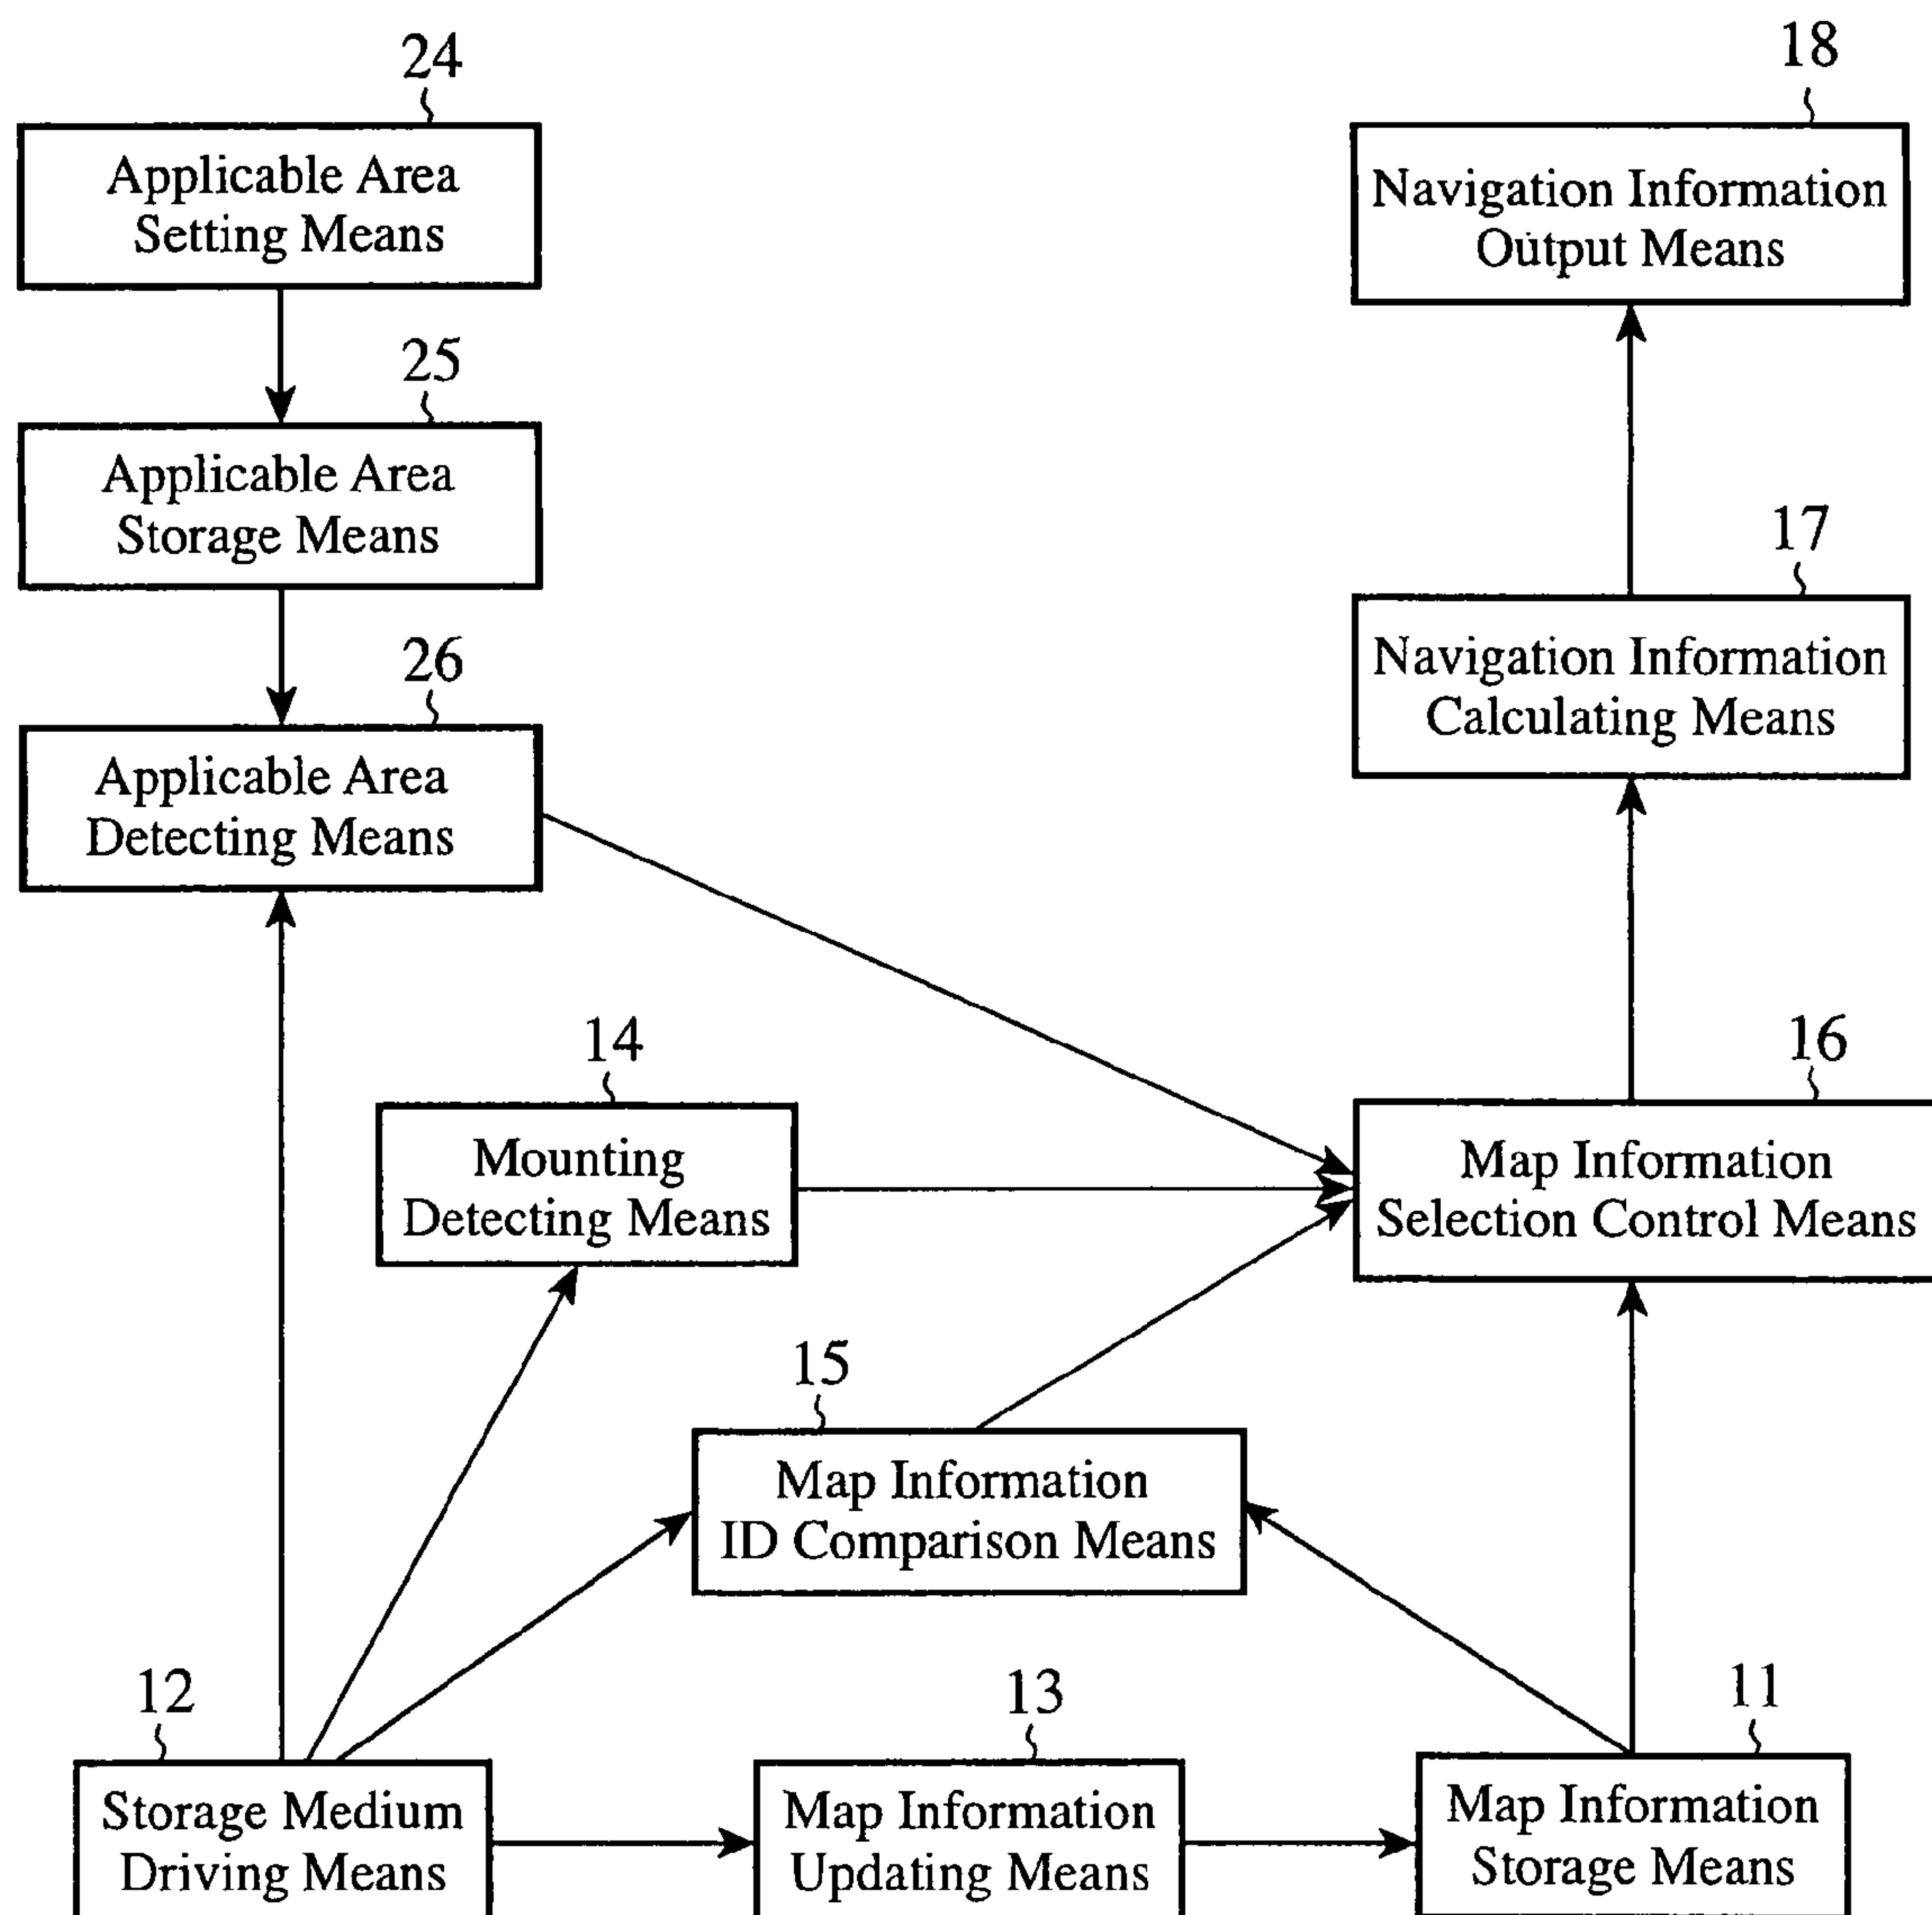 24
Applicable Area
Setting Means
18
Navigation Information
Output Means
25
Applicable Area
Storage Means
17
Navigation Information
Calculating Means
26
Applicable Area
Detecting Means
14
Mounting
Detecting Means
16
Map Information
Selection Control Means
15
Map Information
ID Comparison Means
12
Storage Medium
Driving Means
13
Map Information
Updating Means
11
Map Information
Storage Means